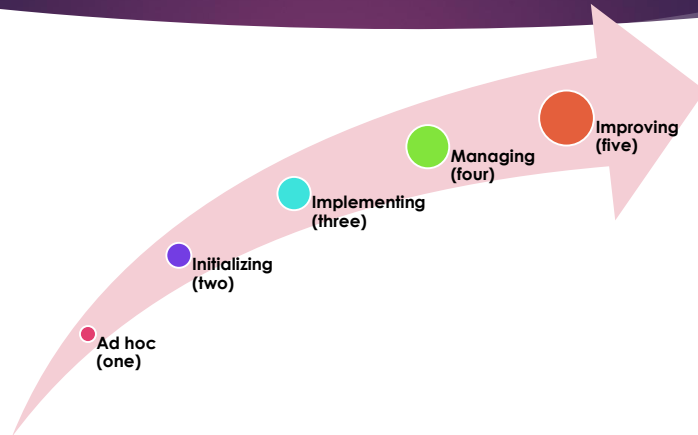 Ad hoc
(one)
Initializing
(two)
Implementing
(three)
Managing
(four)
Improving
(five)